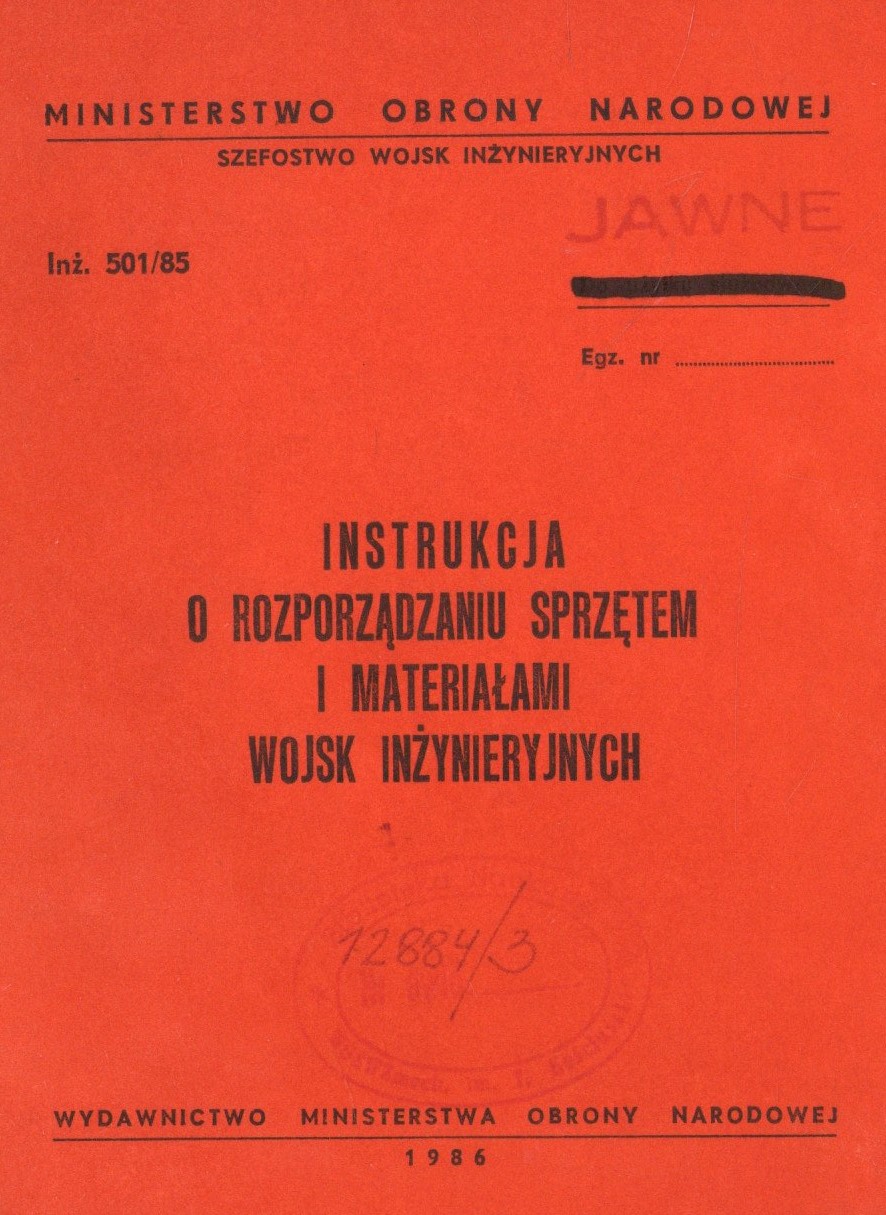 MINISTERSTWO OBRONY NARODOWEJ
SZEFOSTWO WOJSK INŻYNIERYJNYCH
JAWNE
Inż. 501/85
Egz. nr ....................................
INSTRUKCJA
O ROZPORZĄDZANIU SPRZĘTEM
I MATERIAŁAMI
WOJSK INŻYNIERYJNYCH
12884/3
im. T.
WYDAWNICTWO MINISTERSTWA OBRONY NARODOWEJ
1986